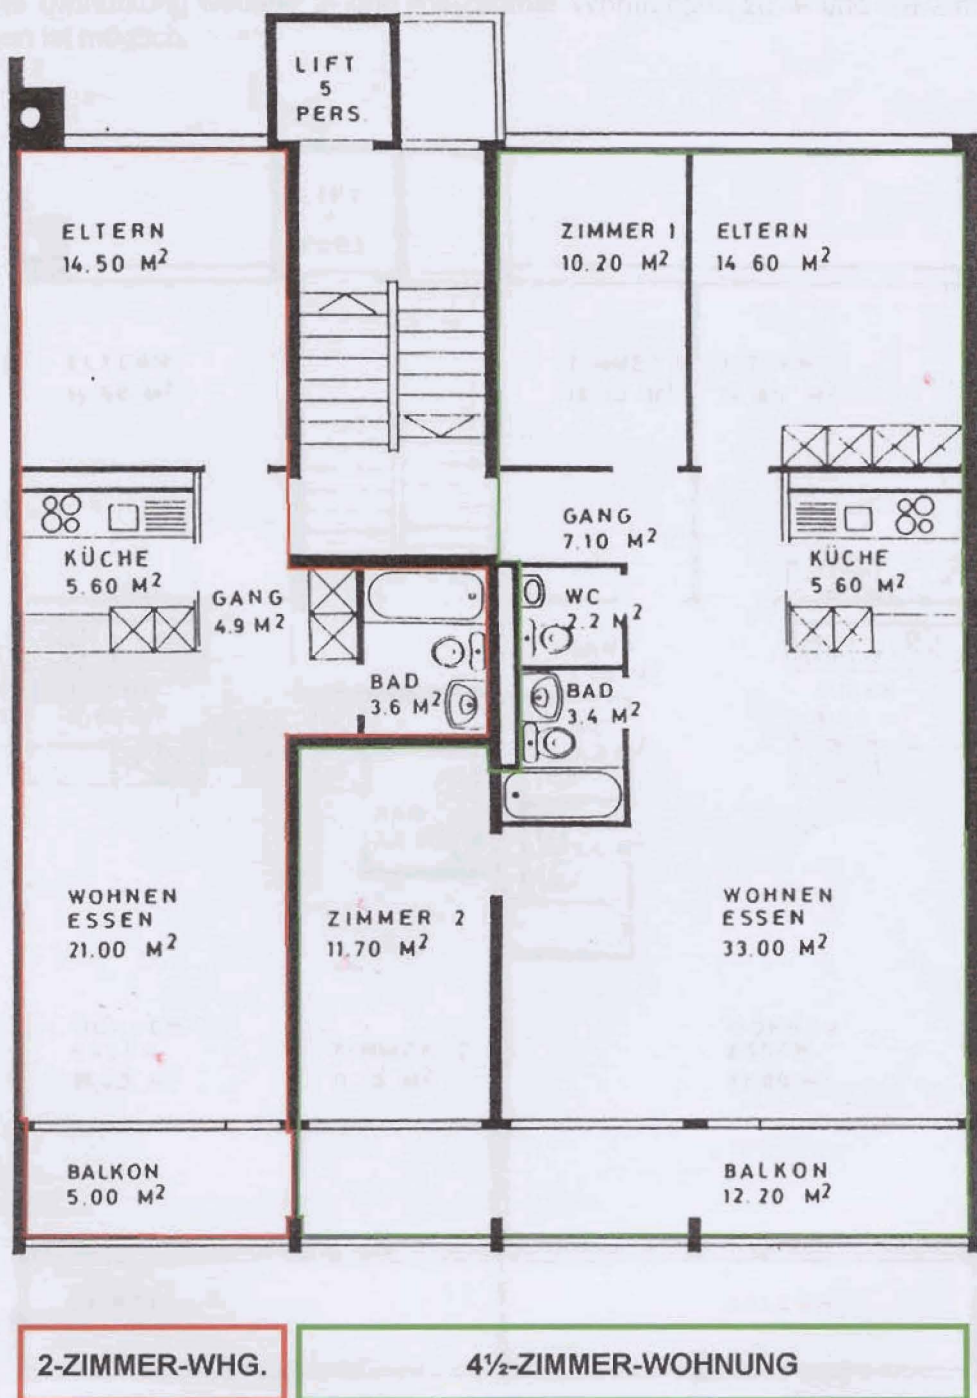 LIFT
5
PERS.
ELTERN
14.50 M²
ZIMMER 1
10.20 M²
ELTERN
14.60 M²
KÜCHE
5.60 M²
GANG
4.9 M²
BAD
3.6 M²
GANG
7.10 M²
WC
2.2 M²
BAD
3.4 M²
KÜCHE
5.60 M²
WOHNEN
ESSEN
21.00 M²
ZIMMER 2
11.70 M²
WOHNEN
ESSEN
33.00 M²
BALKON
5.00 M²
BALKON
12.20 M²
2-ZIMMER-WHG.
4½-ZIMMER-WOHNUNG